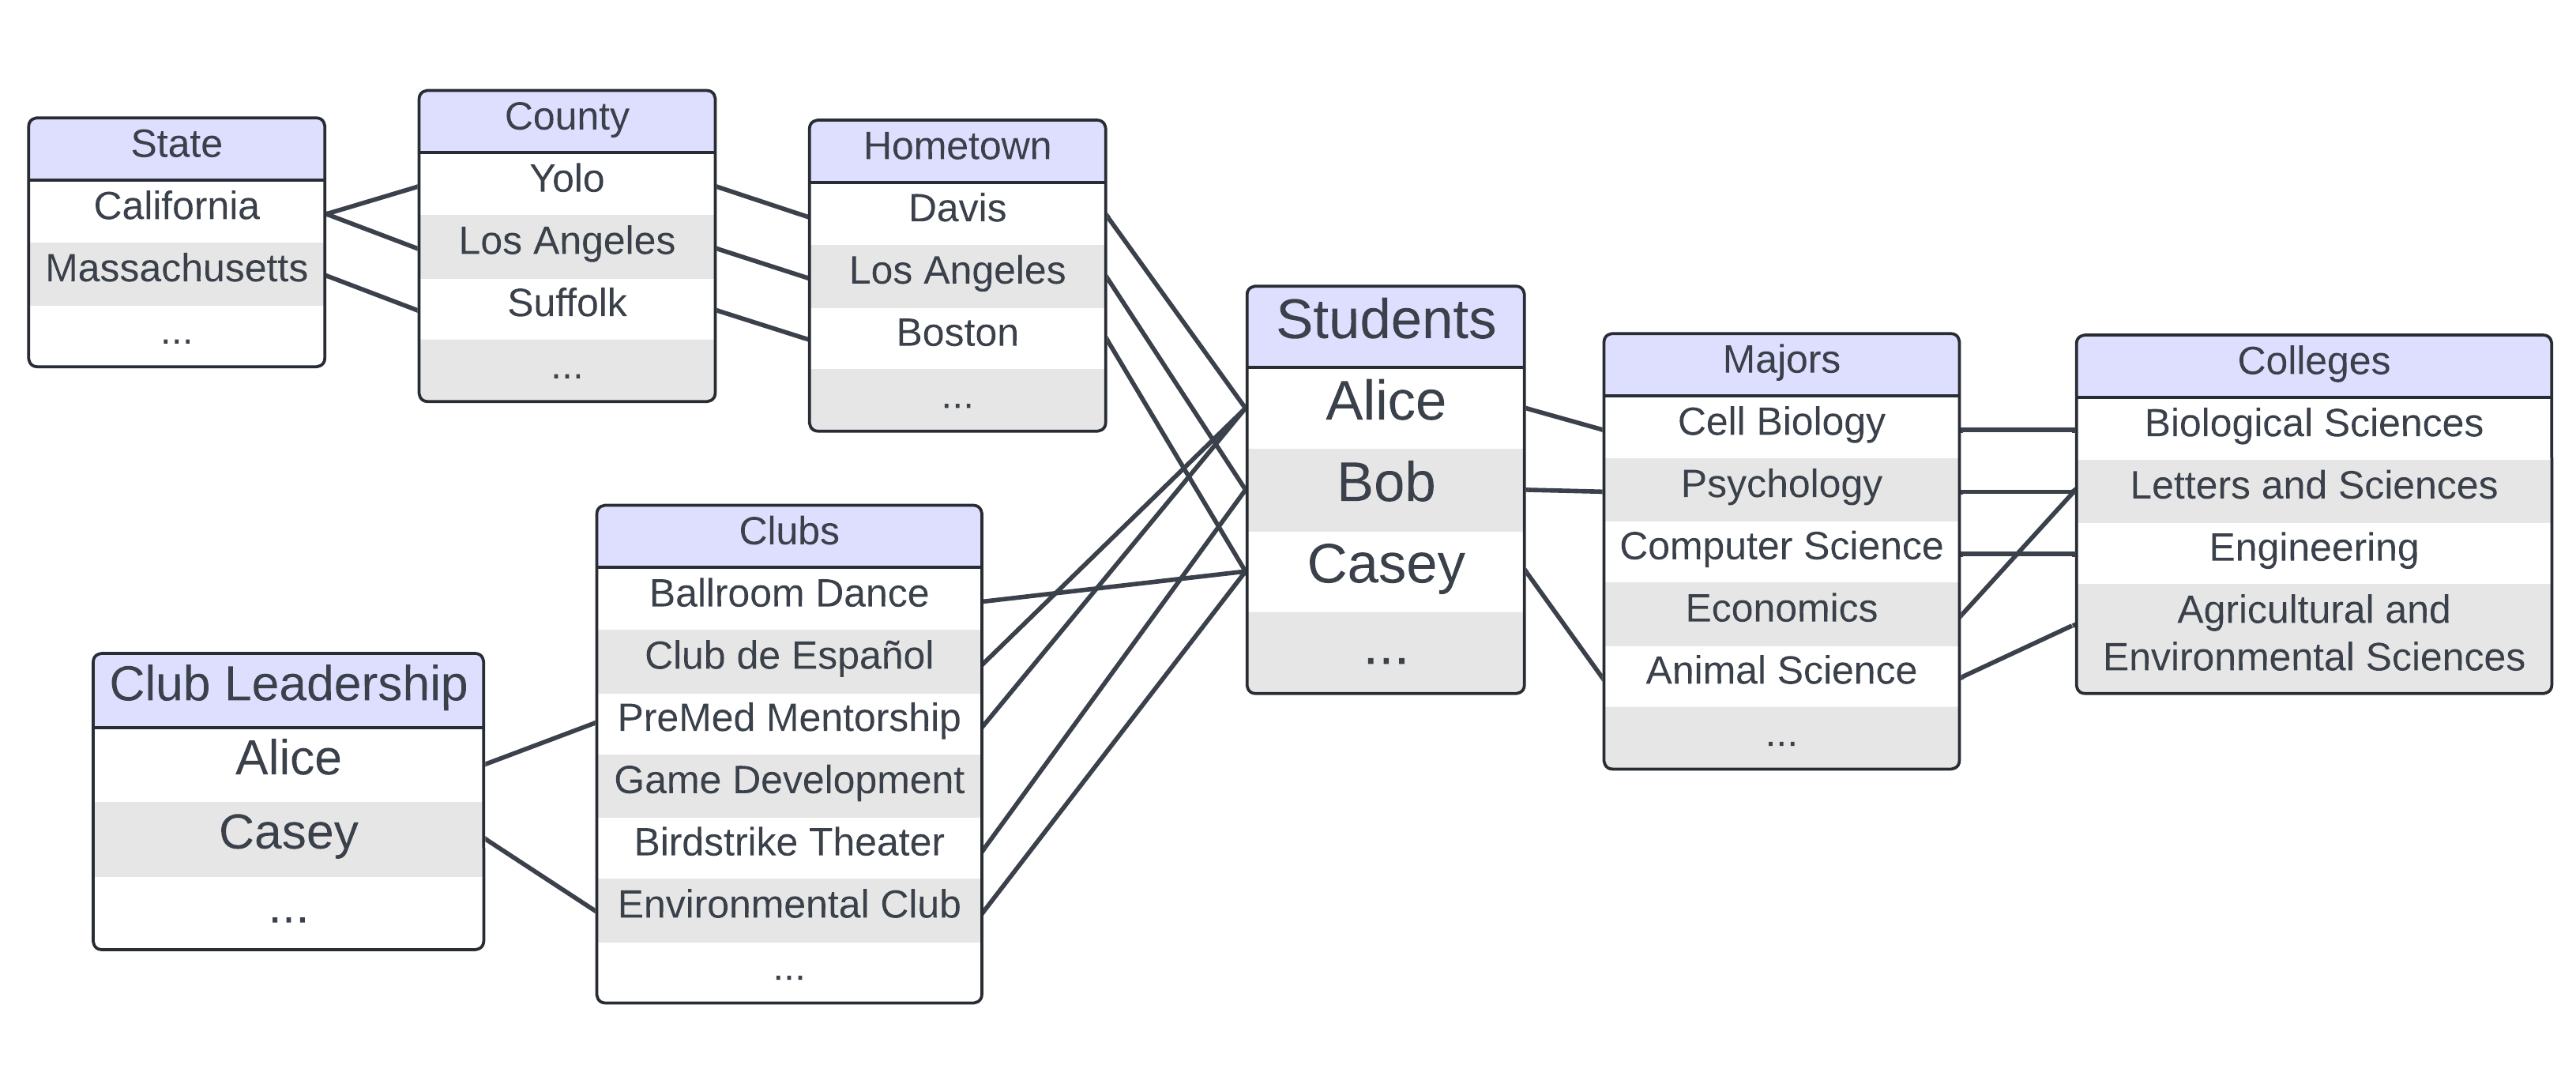 State
California
Massachusetts
...
County
Yolo
Los Angeles
Suffolk
...
Hometown
Davis
Los Angeles
Boston
...
Students
Alice
Bob
Casey
...
Majors
Cell Biology
Psychology
Computer Science
Economics
Animal Science
...
Colleges
Biological Sciences
Letters and Sciences
Engineering
Agricultural and
Environmental Sciences
Clubs
Ballroom Dance
Club de Español
PreMed Mentorship
Game Development
Birdstrike Theater
Environmental Club
...
Club Leadership
Alice
Casey
...